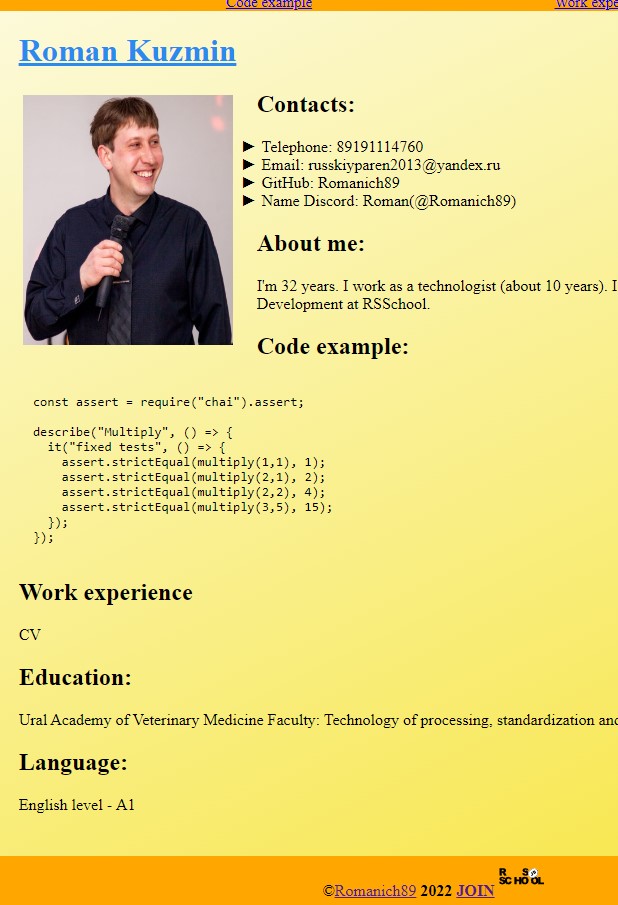 Code example
Work expe
Roman Kuzmin
Contacts:
► Telephone: 89191114760
► Email: russkiyparen2013@yandex.ru
► GitHub: Romanich89
► Name Discord: Roman(@Romanich89)
About me:
I'm 32 years. I work as a technologist (about 10 years). I
Development at RSSchool.
Code example:
const assert = require("chai").assert;
describe("Multiply", () => {
  it("fixed tests", () => {
    assert.strictEqual(multiply(1,1), 1);
    assert.strictEqual(multiply(2,1), 2);
    assert.strictEqual(multiply(2,2), 4);
    assert.strictEqual(multiply(3,5), 15);
  });
});
Work experience
CV
Education:
Ural Academy of Veterinary Medicine Faculty: Technology of processing, standardization and
Language:
English level - A1
©Romanich89 2022 JOIN
R S
SCHOOL